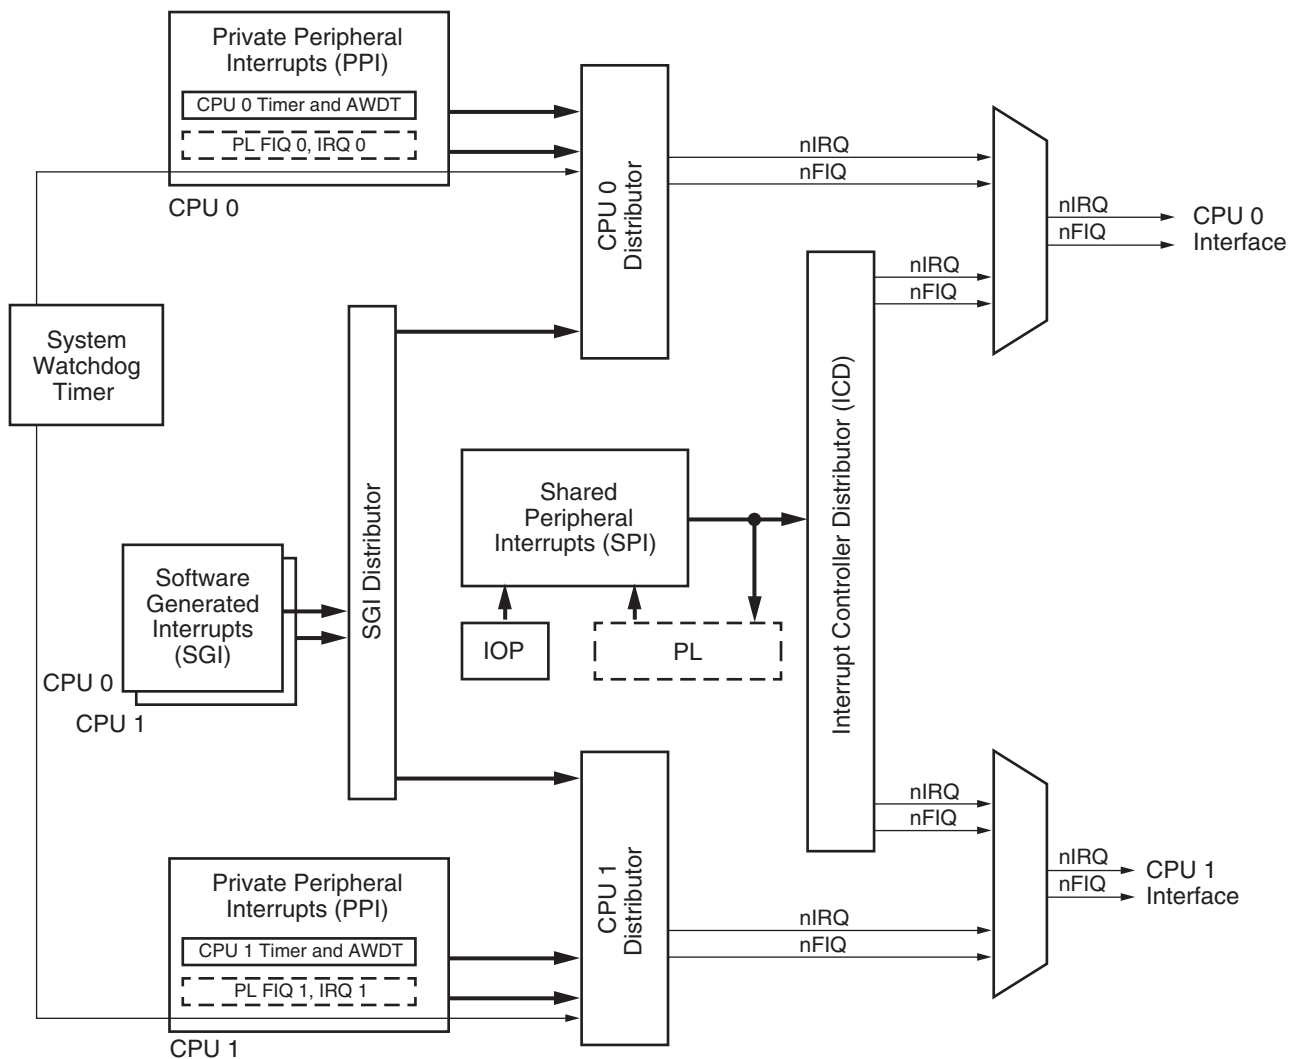 Private Peripheral
Interrupts (PPI)
CPU 0 Timer and AWDT
PL FIQ 0, IRQ 0
CPU 0
CPU 0
Distributor
nIRQ
nFIQ
nIRQ
nFIQ
CPU 0
Interface
nIRQ
nFIQ
System
Watchdog
Timer
SGI Distributor
Shared
Peripheral
Interrupts (SPI)
Interrupt Controller Distributor (ICD)
Software
Generated
Interrupts
(SGI)
CPU 0
CPU 1
IOP
PL
nIRQ
nFIQ
Private Peripheral
Interrupts (PPI)
CPU 1 Timer and AWDT
PL FIQ 1, IRQ 1
CPU 1
CPU 1
Distributor
nIRQ
nFIQ
nIRQ
nFIQ
CPU 1
Interface